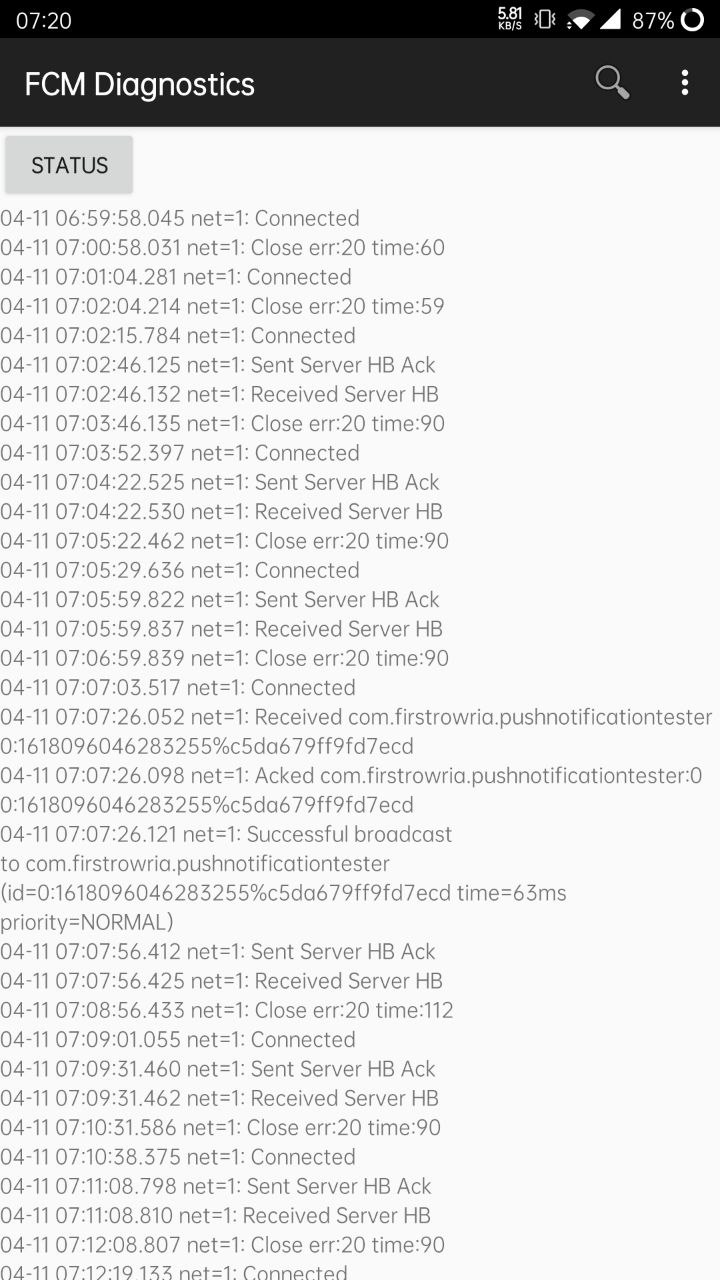 07:20
5.81
KB/S
87%
FCM Diagnostics
STATUS
04-11 06:59:58.045 net=1: Connected
04-11 07:00:58.031 net=1: Close err:20 time:60
04-11 07:01:04.281 net=1: Connected
04-11 07:02:04.214 net=1: Close err:20 time:59
04-11 07:02:15.784 net=1: Connected
04-11 07:02:46.125 net=1: Sent Server HB Ack
04-11 07:02:46.132 net=1: Received Server HB
04-11 07:03:46.135 net=1: Close err:20 time:90
04-11 07:03:52.397 net=1: Connected
04-11 07:04:22.525 net=1: Sent Server HB Ack
04-11 07:04:22.530 net=1: Received Server HB
04-11 07:05:22.462 net=1: Close err:20 time:90
04-11 07:05:29.636 net=1: Connected
04-11 07:05:59.822 net=1: Sent Server HB Ack
04-11 07:05:59.837 net=1: Received Server HB
04-11 07:06:59.839 net=1: Close err:20 time:90
04-11 07:07:03.517 net=1: Connected
04-11 07:07:26.052 net=1: Received com.firstrowria.pushnotificationtester
0:1618096046283255%c5da679ff9fd7ecd
04-11 07:07:26.098 net=1: Acked com.firstrowria.pushnotificationtester:0
0:1618096046283255%c5da679ff9fd7ecd
04-11 07:07:26.121 net=1: Successful broadcast
to com.firstrowria.pushnotificationtester
(id=0:1618096046283255%c5da679ff9fd7ecd time=63ms
priority=NORMAL)
04-11 07:07:56.412 net=1: Sent Server HB Ack
04-11 07:07:56.425 net=1: Received Server HB
04-11 07:08:56.433 net=1: Close err:20 time:112
04-11 07:09:01.055 net=1: Connected
04-11 07:09:31.460 net=1: Sent Server HB Ack
04-11 07:09:31.462 net=1: Received Server HB
04-11 07:10:31.586 net=1: Close err:20 time:90
04-11 07:10:38.375 net=1: Connected
04-11 07:11:08.798 net=1: Sent Server HB Ack
04-11 07:11:08.810 net=1: Received Server HB
04-11 07:12:08.807 net=1: Close err:20 time:90
04-11 07:12:19.133 net=1: Connected